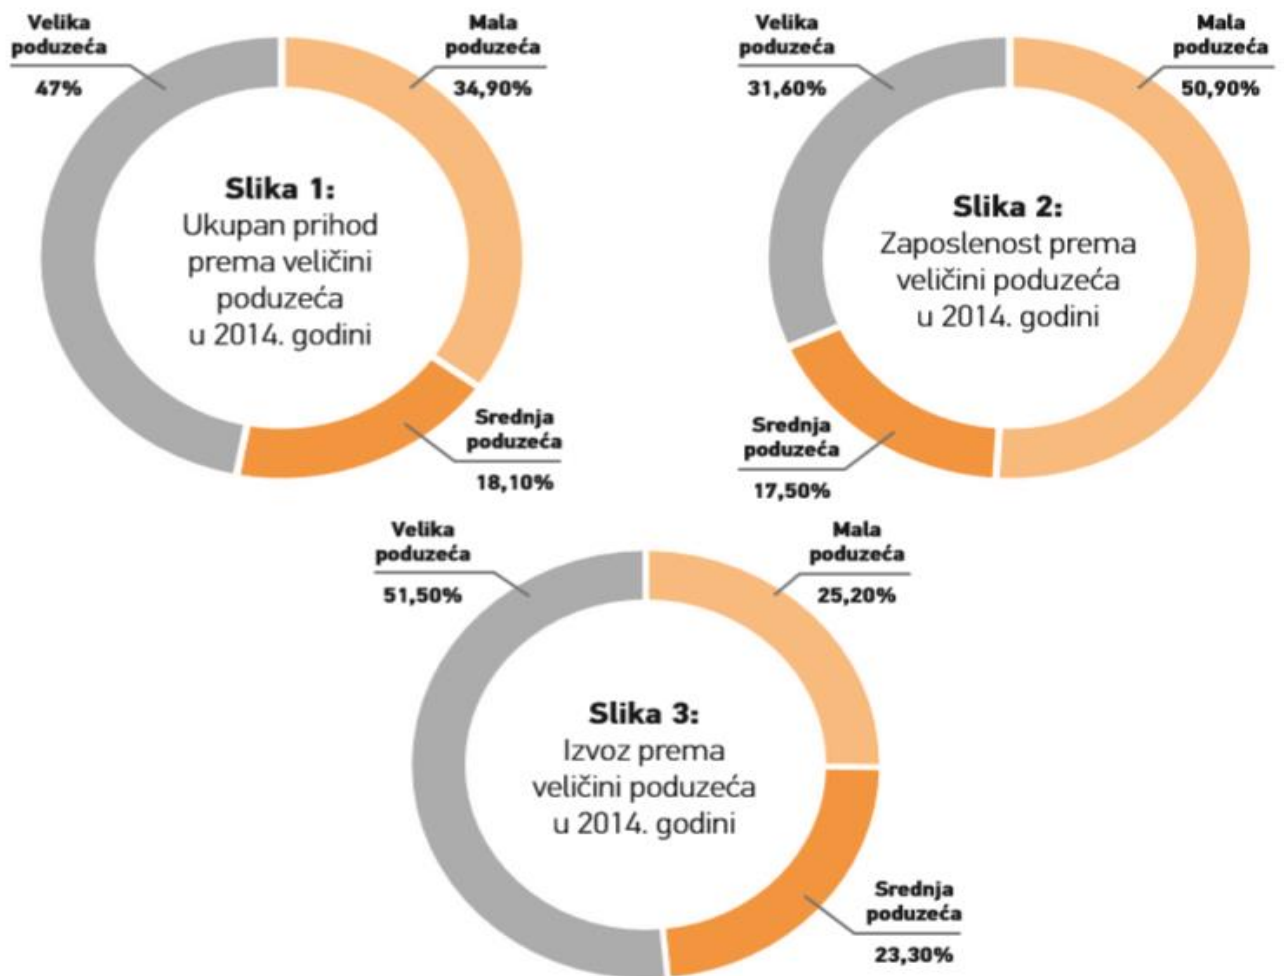 Velika
poduzeća
47%
Mala
poduzeća
34,90%
Slika 1:
Ukupan prihod
prema veličini
poduzeća
u 2014. godini
Srednja
poduzeća
18,10%
Velika
poduzeća
31,60%
Mala
poduzeća
50,90%
Slika 2:
Zaposlenost prema
veličini poduzeća
u 2014. godini
Srednja
poduzeća
17,50%
Velika
poduzeća
51,50%
Mala
poduzeća
25,20%
Slika 3:
Izvoz prema
veličini poduzeća
u 2014. godini
Srednja
poduzeća
23,30%